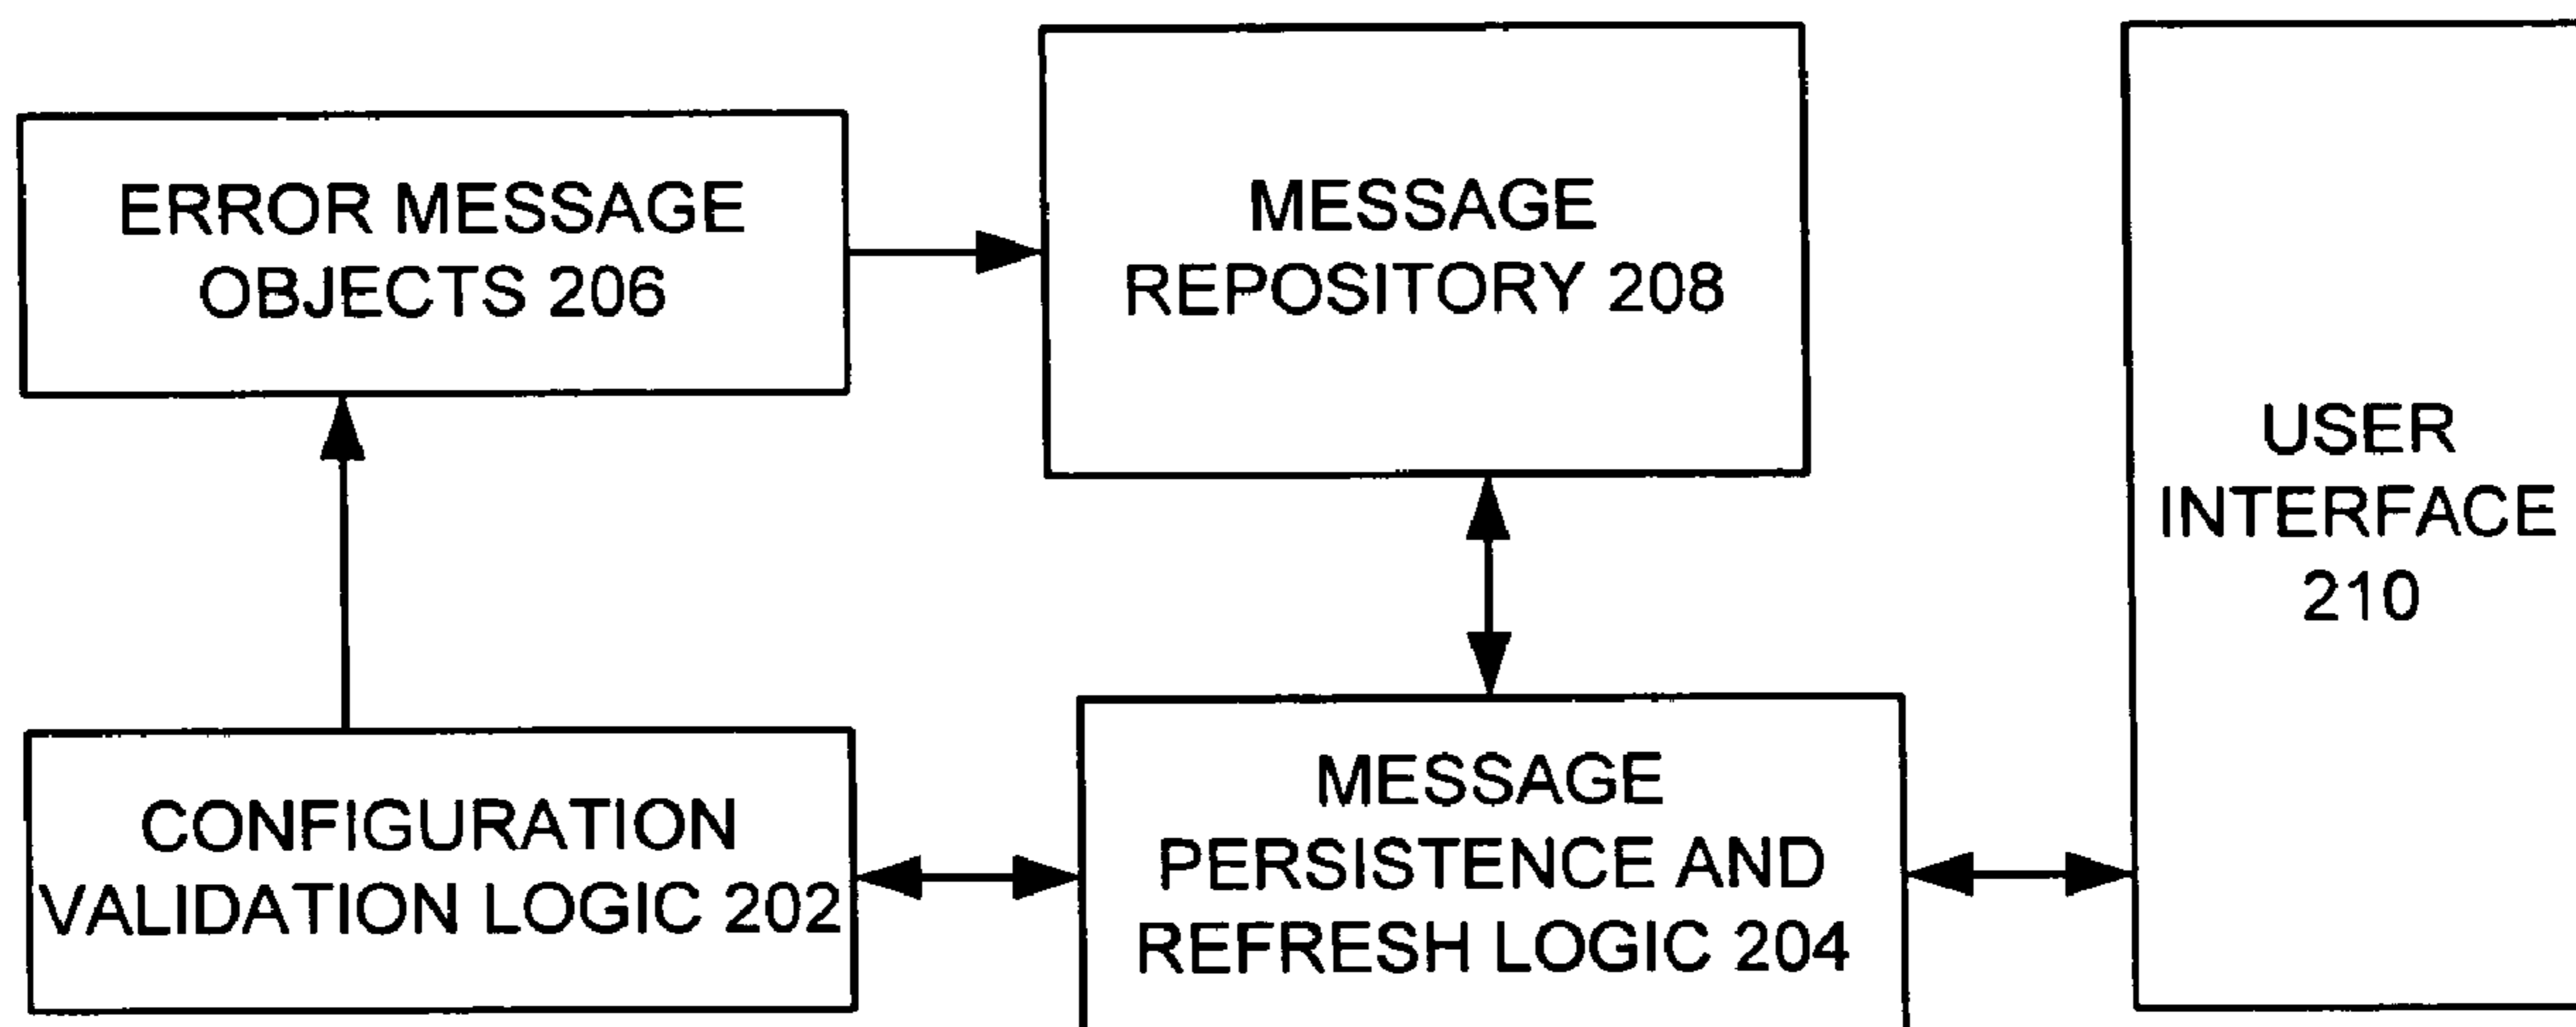 ERROR MESSAGE
OBJECTS 206
MESSAGE
REPOSITORY 208
USER
INTERFACE
210
CONFIGURATION
VALIDATION LOGIC 202
MESSAGE
PERSISTENCE AND
REFRESH LOGIC 204